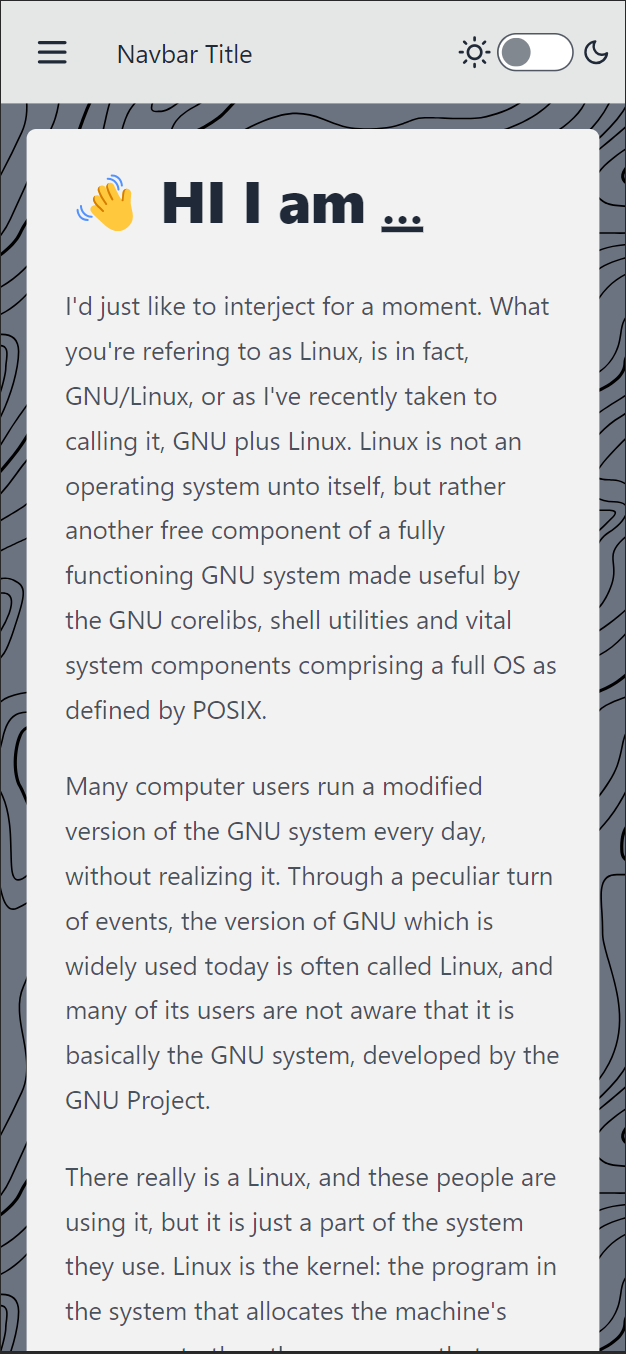 Navbar Title
HI I am ...
I'd just like to interject for a moment. What
you're refering to as Linux, is in fact,
GNU/Linux, or as I've recently taken to
calling it, GNU plus Linux. Linux is not an
operating system unto itself, but rather
another free component of a fully
functioning GNU system made useful by
the GNU corelibs, shell utilities and vital
system components comprising a full OS as
defined by POSIX.
Many computer users run a modified
version of the GNU system every day,
without realizing it. Through a peculiar turn
of events, the version of GNU which is
widely used today is often called Linux, and
many of its users are not aware that it is
basically the GNU system, developed by the
GNU Project.
There really is a Linux, and these people are
using it, but it is just a part of the system
they use. Linux is the kernel: the program in
the system that allocates the machine's